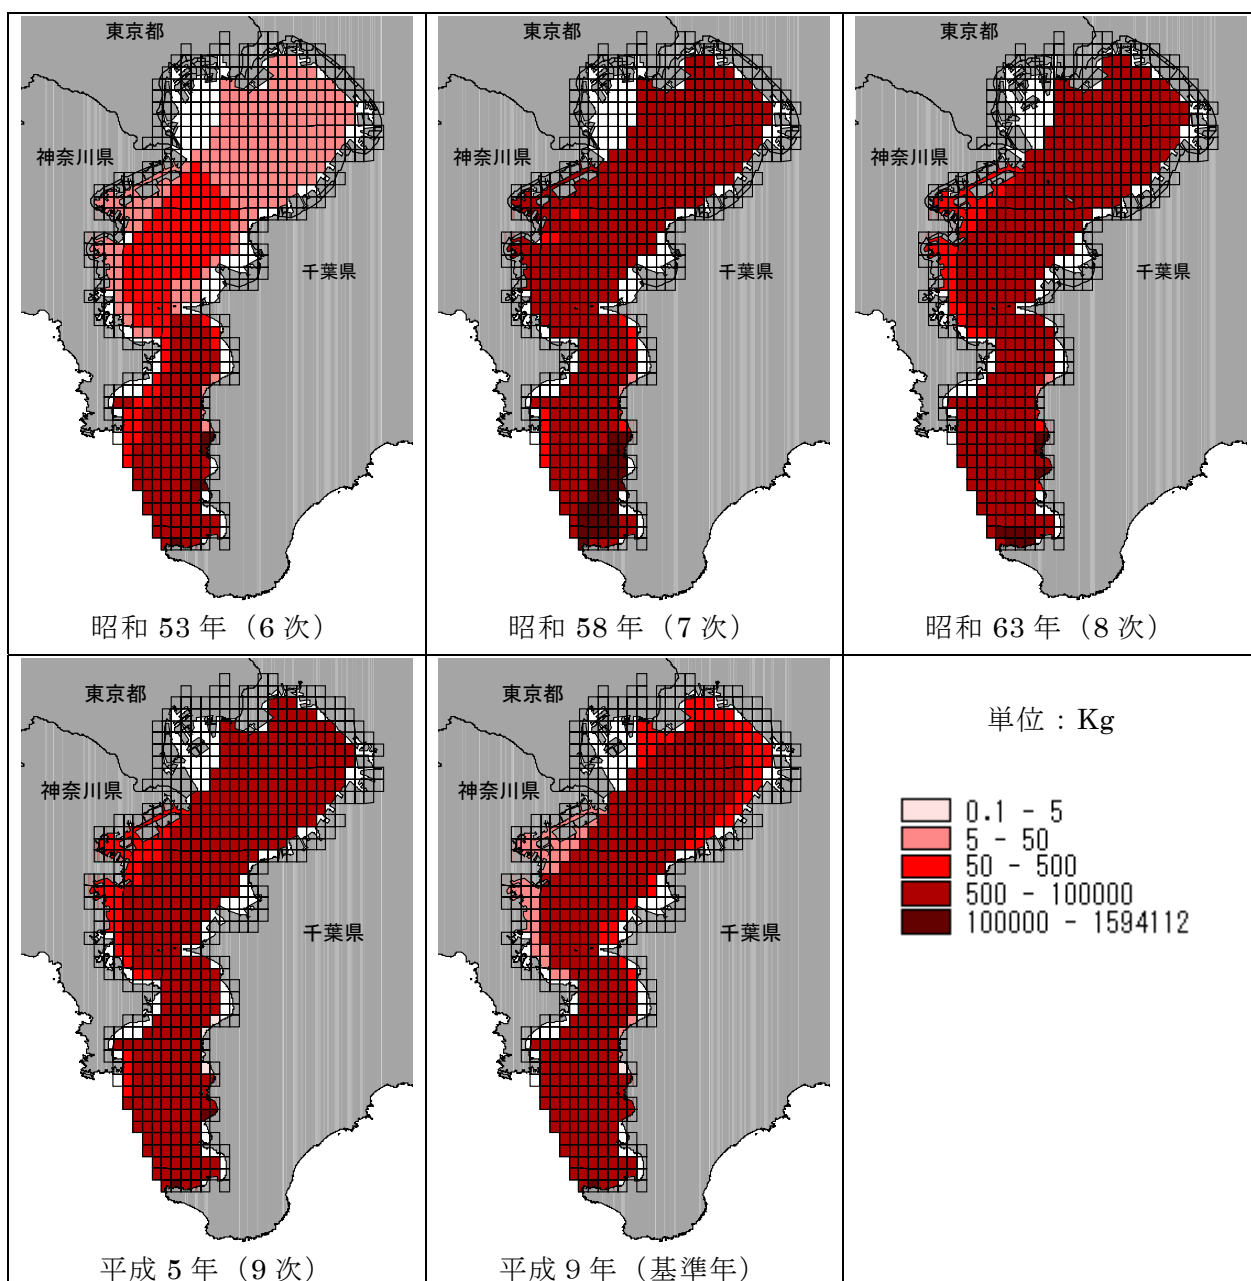 東京都
神奈川県
千葉県
昭和 53 年（6 次）
東京都
神奈川県
千葉県
昭和 58 年（7 次）
東京都
神奈川県
千葉県
昭和 63 年（8 次）
東京都
神奈川県
千葉県
平成 5 年（9 次）
東京都
神奈川県
千葉県
平成 9 年（基準年）
単位：Kg
0.1 - 5
5 - 50
50 - 500
500 - 100000
100000 - 1594112